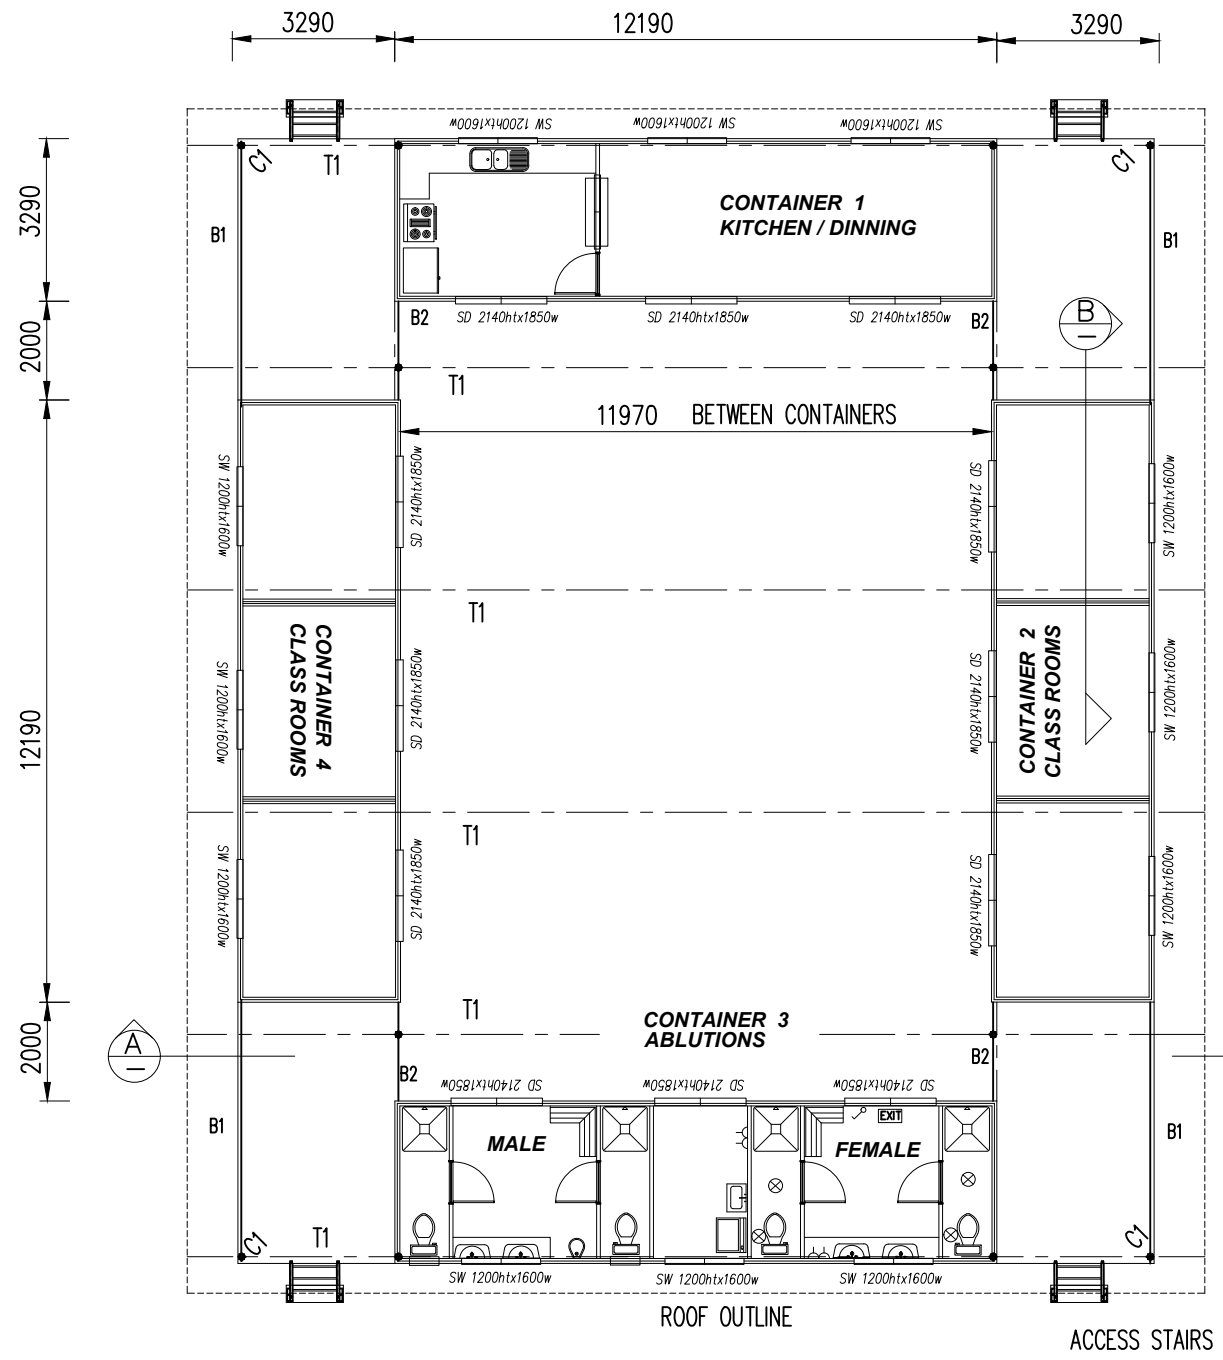 3290
12190
3290
SW 1200htx1600w
SW 1200htx1600w
SW 1200htx1600w
C1
T1
C1
3290
B1
CONTAINER 1
KITCHEN / DINNING
B1
B2
SD 2140htx1850w
SD 2140htx1850w
SD 2140htx1850w
B2
B
2000
T1
11970 BETWEEN CONTAINERS
SW 1200htx1600w
SD 2140htx1850w
SD 2140htx1850w
SW 1200htx1600w
T1
12190
SW 1200htx1600w
CONTAINER 4
CLASS ROOMS
SD 2140htx1850w
SD 2140htx1850w
CONTAINER 2
CLASS ROOMS
SW 1200htx1600w
T1
SW 1200htx1600w
SD 2140htx1850w
SD 2140htx1850w
SW 1200htx1600w
T1
CONTAINER 3
ABLUTIONS
2000
A
B2
B2
SD 2140htx1850w
SD 2140htx1850w
SD 2140htx1850w
B1
MALE
EXIT
FEMALE
B1
C1
T1
C1
SW 1200htx1600w
SW 1200htx1600w
SW 1200htx1600w
ROOF OUTLINE
ACCESS STAIRS